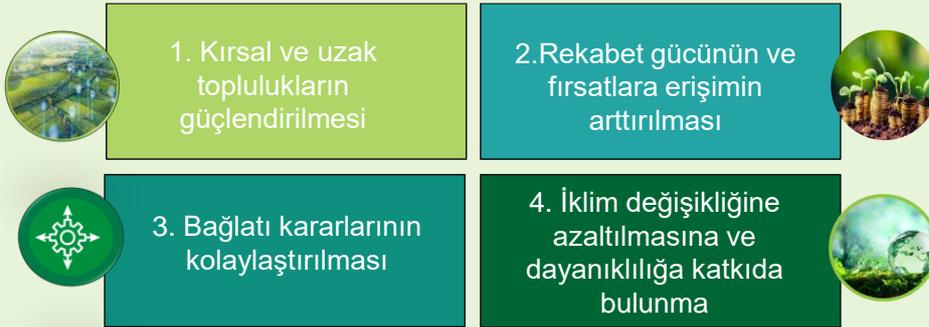 1. Kırsal ve uzak
toplulukların
güçlendirilmesi
2.Rekabet gücünün ve
fırsatlara erişimin
arttırılması
3. Bağlatı kararlarının
kolaylaştırılması
4. İklim değişikliğine
azaltılmasına ve
dayanıklılığa katkıda
bulunma